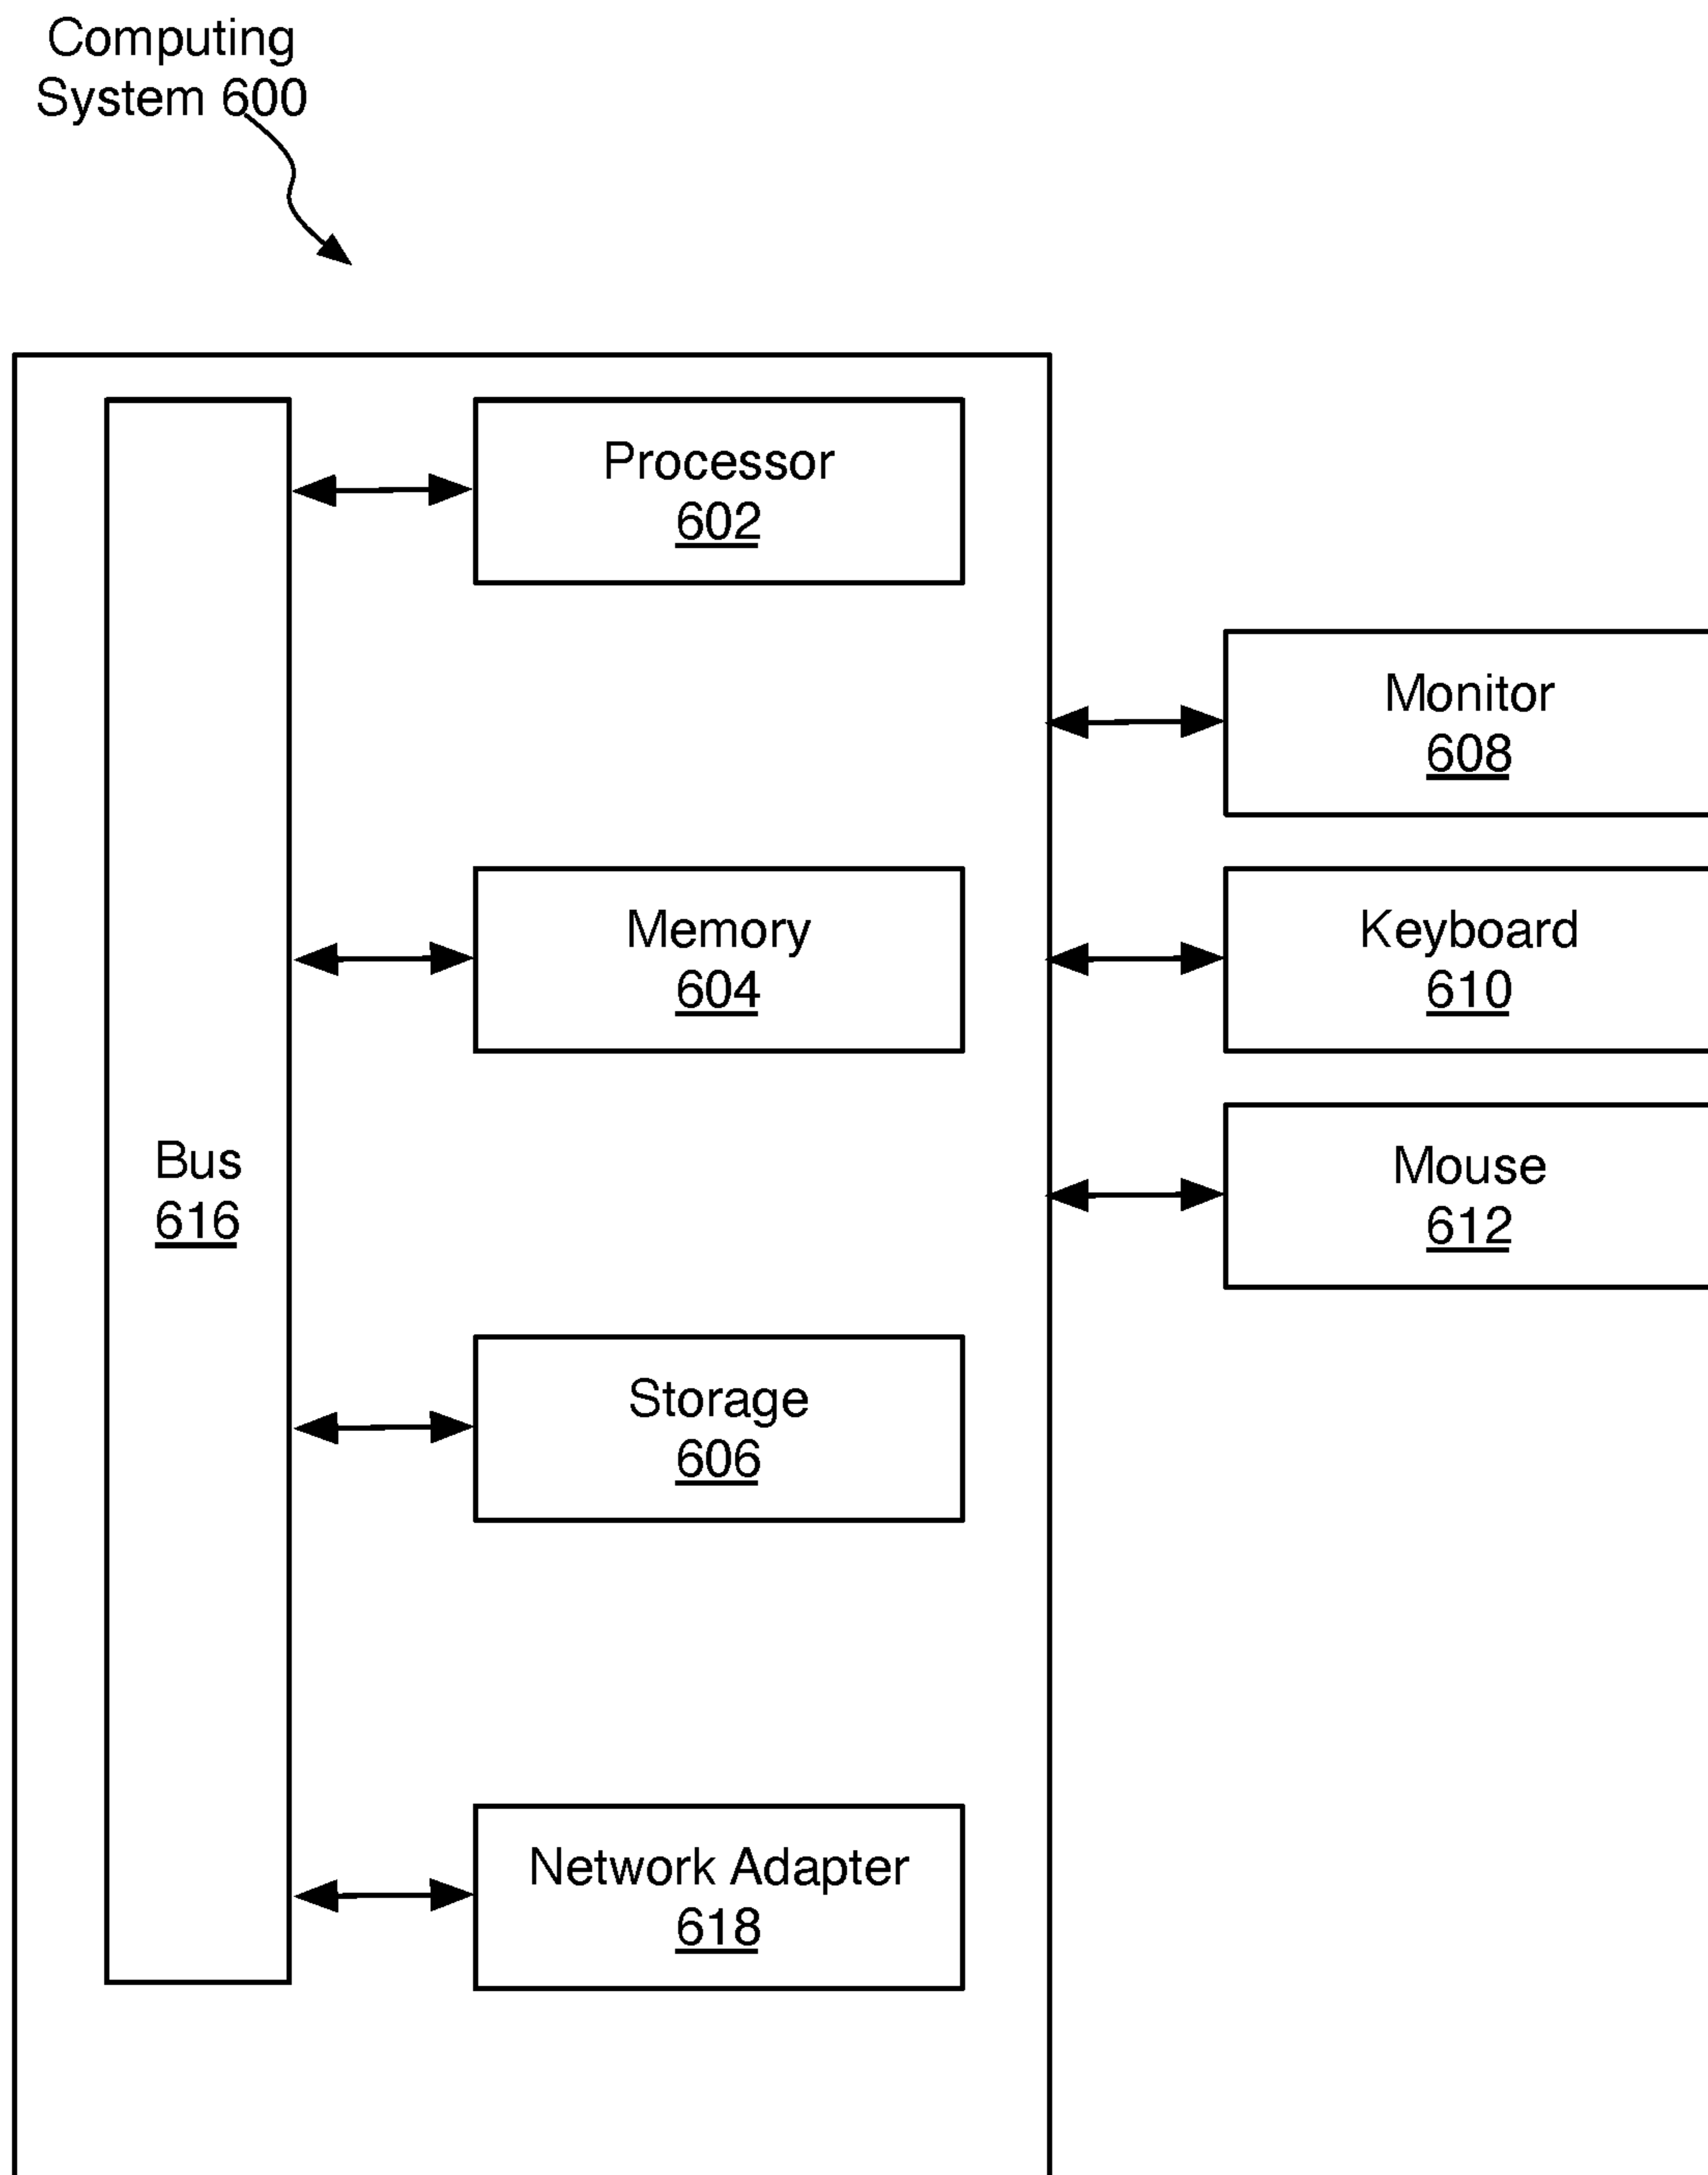 Computing
System 600
Processor
602
Monitor
608
Memory
604
Keyboard
610
Bus
616
Mouse
612
Storage
606
Network Adapter
618